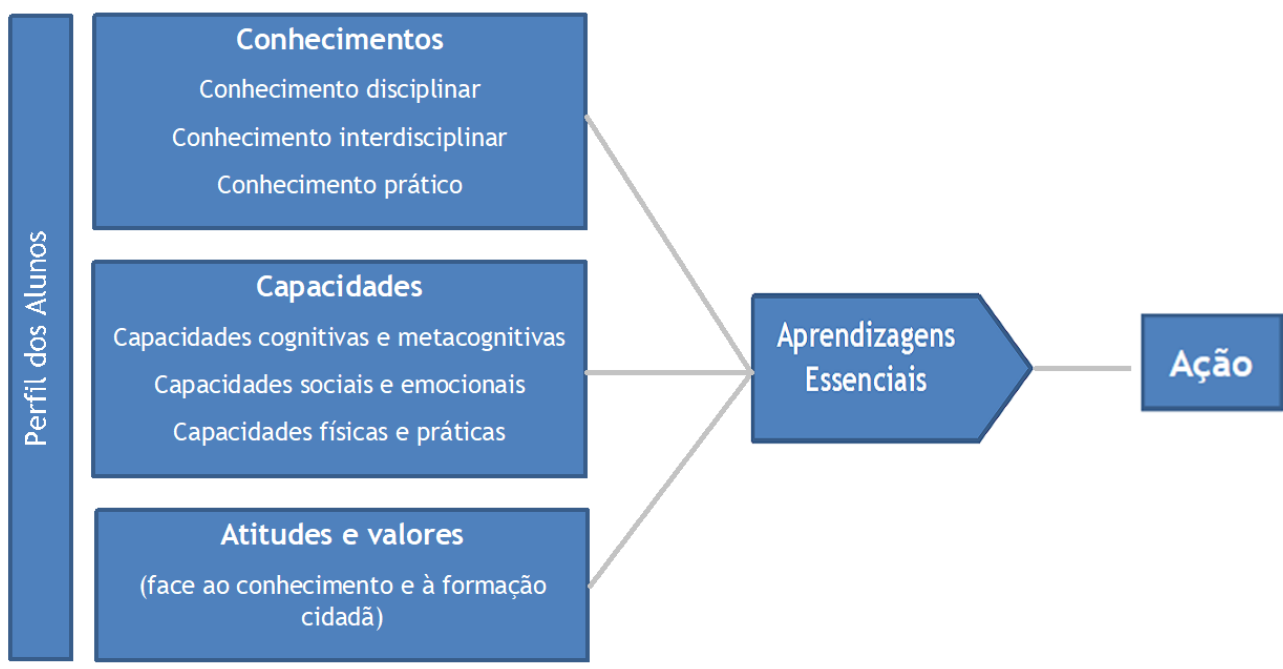 Perfil dos Alunos
Conhecimentos
Conhecimento disciplinar
Conhecimento interdisciplinar
Conhecimento prático
Capacidades
Capacidades cognitivas e metacognitivas
Capacidades sociais e emocionais
Capacidades físicas e práticas
Atitudes e valores
(face ao conhecimento e à formação
cidadã)
Aprendizagens
Essenciais
Ação